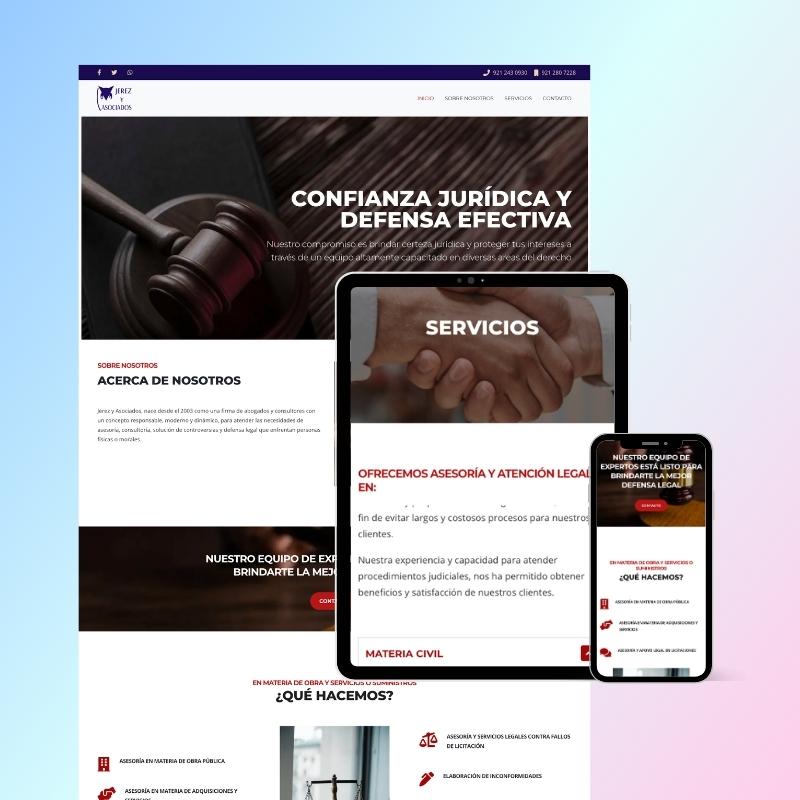 921 243 0930 921 280 7228
JEREZ
Y
ASOCIADOS
INICIO SOBRE NOSOTROS SERVICIOS CONTACTO
CONFIANZA JURÍDICA Y
DEFENSA EFECTIVA
Nuestro compromiso es brindar certeza jurídica y proteger tus intereses a
través de un equipo altamente capacitado en diversas areas del derecho
SOBRE NOSOTROS
ACERCA DE NOSOTROS
Jerez y Asociados, nace desde el 2003 como una firma de abogados y consultores con
un concepto responsable, moderno y dinámico, para atender las necesidades de
asesoría, consultoría, solución de controversias y defensa legal que enfrentan personas
físicas o morales.
NUESTRO EQUIPO DE
BRINDARTE LA
EN MATERIA DE OBRA Y SERVICIOS O SUMINISTROS
¿QUÉ HACEMOS?
ASESORÍA EN MATERIA DE OBRA PÚBLICA
ASESORÍA EN MATERIA DE ADQUISICIONES Y
SERVICIOS
ASESORÍA Y SERVICIOS LEGALES CONTRA FALLOS
DE LICITACIÓN
ELABORACIÓN DE INCONFORMIDADES
SERVICIOS
OFRECEMOS ASESORÍA Y ATENCIÓN LEGAL
EN:
fin de evitar largos y costosos procesos para nuestros
clientes.
Nuestra experiencia y capacidad para atender
procedimientos judiciales, nos ha permitido obtener
beneficios y satisfacción de nuestros clientes.
MATERIA CIVIL
NUESTRO EQUIPO DE
EXPERTOS ESTÁ LISTO PARA
BRINDARTE LA MEJOR
DEFENSA LEGAL
CONTACTO
EN MATERIA DE OBRA Y SERVICIOS O
SUMINISTROS
¿QUÉ HACEMOS?
ASESORÍA EN MATERIA DE OBRA PÚBLICA
ASESORÍA EN MATERIA DE ADQUISICIONES Y
SERVICIOS
ASESORÍA Y APOYO LEGAL EN LICITACIONES